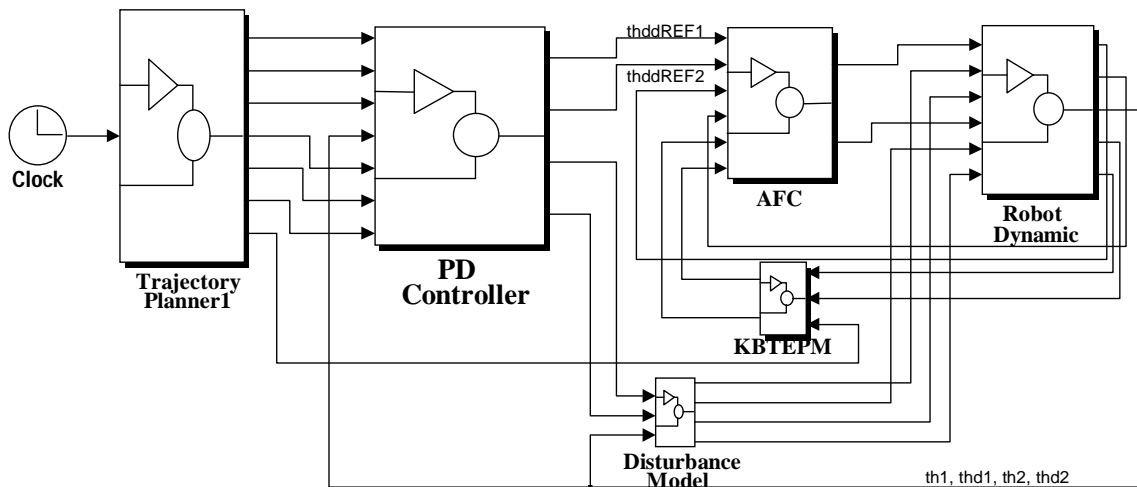 thddREF1
thddREF2
Clock
AFC
Robot
Dynamic
PD
Controller
Trajectory
Planner1
KBTEPM
Disturbance
Model
th1, thd1, th2, thd2